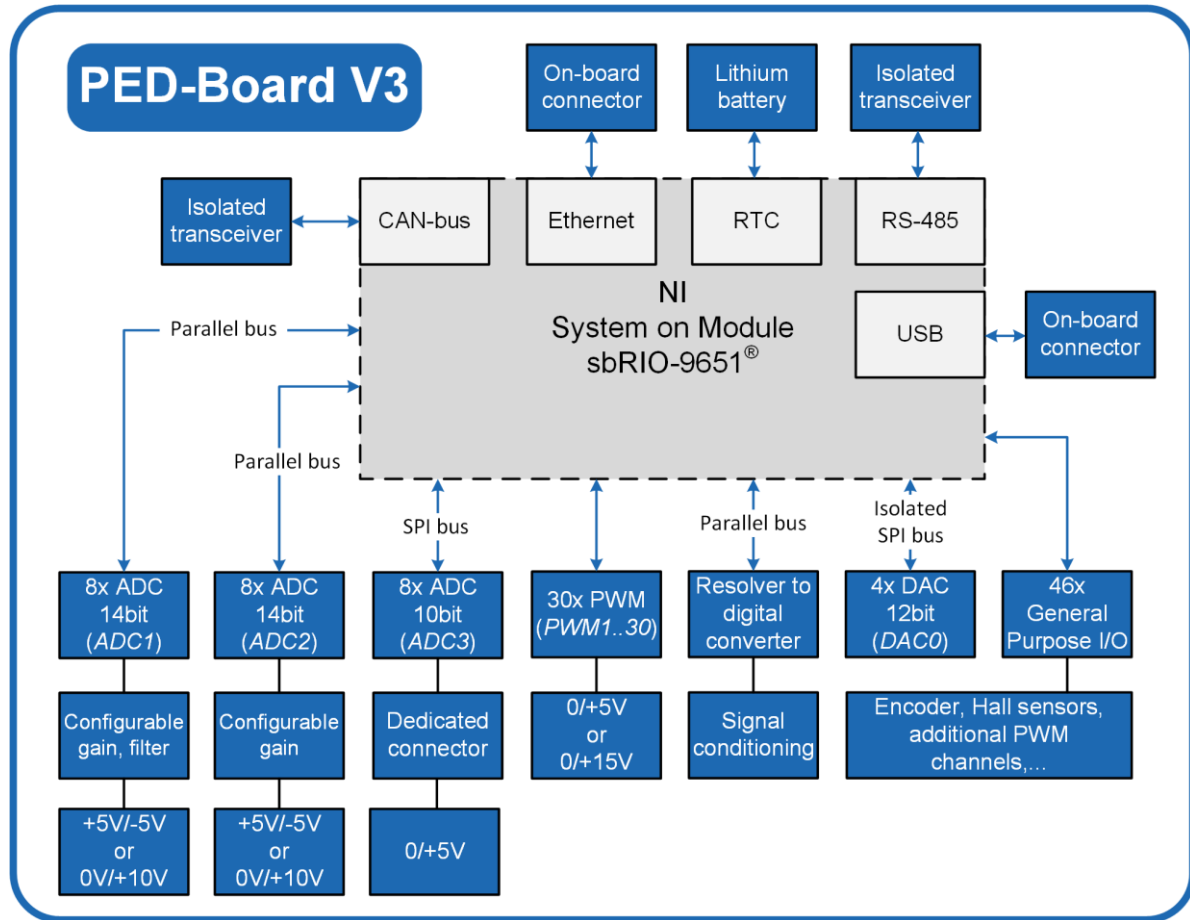 PED-Board V3
On-board
connector
Lithium
battery
Isolated
transceiver
Isolated
transceiver
CAN-bus
Ethernet
RTC
RS-485
NI
System on Module
sbRIO-9651®
USB
On-board
connector
Parallel bus
Parallel bus
SPI bus
Parallel bus
Isolated
SPI bus
8x ADC
14bit
(ADC1)
8x ADC
14bit
(ADC2)
8x ADC
10bit
(ADC3)
30x PWM
(PWM1..30)
Resolver to
digital
converter
4x DAC
12bit
(DAC0)
46x
General
Purpose I/O
Configurable
gain, filter
Configurable
gain
Dedicated
connector
0/+5V
or
0/+15V
Signal
conditioning
Encoder, Hall sensors,
additional PWM
channels,...
+5V/-5V
or
0V/+10V
+5V/-5V
or
0V/+10V
0/+5V